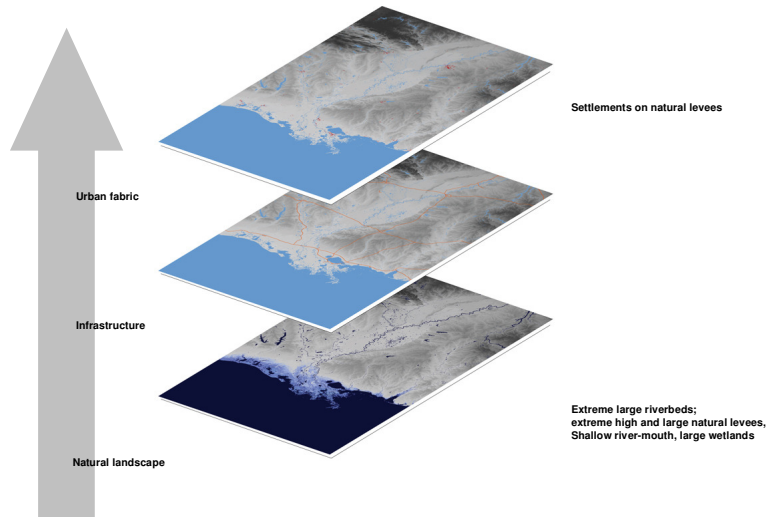 Settlements on natural levees
Urban fabric
Infrastructure
Extreme large riverbeds;
extreme high and large natural levees,
Shallow river-mouth, large wetlands
Natural landscape